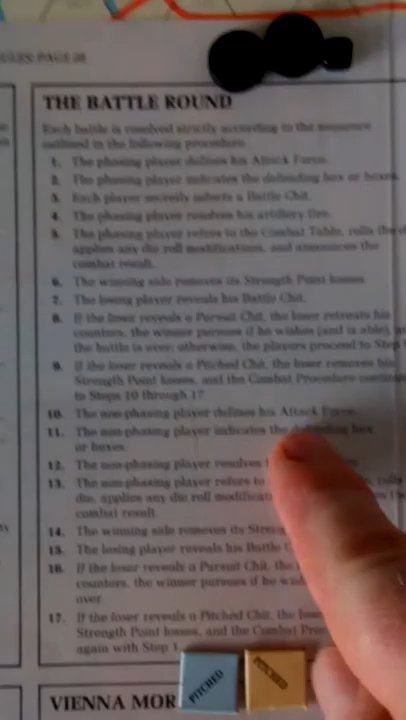 RULES PAGE
THE BATTLE ROUND
Each battle is resolved strictly according to the sequence
outlined in the following procedure.
1. The phasing player defines his Attack Force.
2. The phasing player indicates the defending box or boxes.
3. Each player secretly selects a Battle Chit.
4. The phasing player resolves his artillery fire.
5. The phasing player refers to the Combat Table, rolls the
applies any die roll modifications, and announces the
combat result.
6. The winning side removes its Strength Point losses
7. The losing player reveals his Battle Chit.
8. If the loser reveals a Pursuit Chit, the loser retreats his
counters, the winner pursues if he wishes (and is able),
the battle is over; otherwise, the players proceed to Step
9. If the loser reveals a Pitched Chit, the loser removes his
Strength Point losses, and the Combat Procedure
to Steps 10 through 17.
10. The non-phasing player defines his Attack Force.
11. The non-phasing player indicates the defending box
or boxes.
12. The non-phasing player resolves
13. The non-phasing player refers to rolls
die, applies any die roll
combat result.
14. The winning side removes its
15. The losing player reveals his Battle
16. If the loser reveals a Pursuit Chit, the
counters, the winner pursues if he
over.
17. If the loser reveals a Pitched Chit, the
Strength Point losses, and the Combat
again with Step 1.
PITCHED
PITCHED
VIENNA